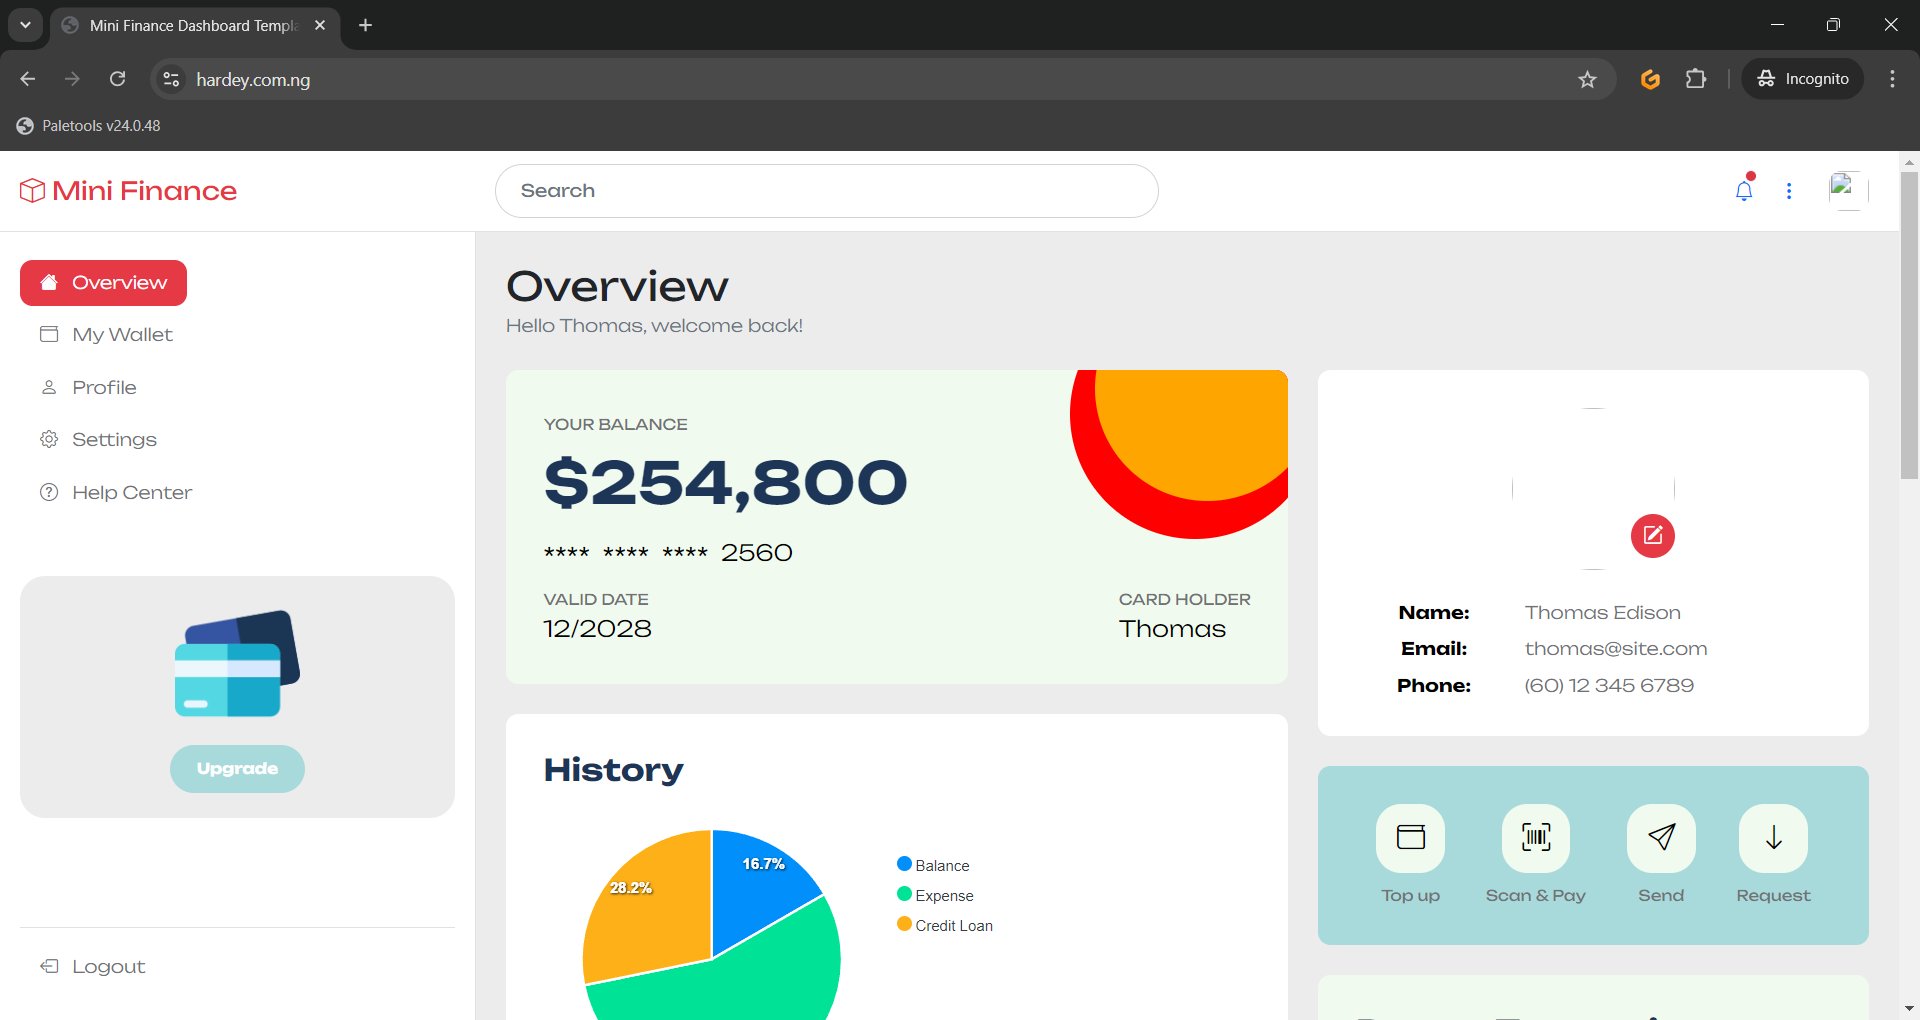 Mini Finance Dashboard Templa
hardey.com.ng
Incognito
Paletools v24.0.48
Mini Finance
Search
Overview
My Wallet
Profile
Settings
Help Center
Upgrade
Logout
Overview
Hello Thomas, welcome back!
YOUR BALANCE
$254,800
**** **** **** 2560
VALID DATE
12/2028
CARD HOLDER
Thomas
History
16.7%
28.2%
Balance
Expense
Credit Loan
Name: Thomas Edison
Email: thomas@site.com
Phone: (60) 12 345 6789
Top up
Scan & Pay
Send
Request